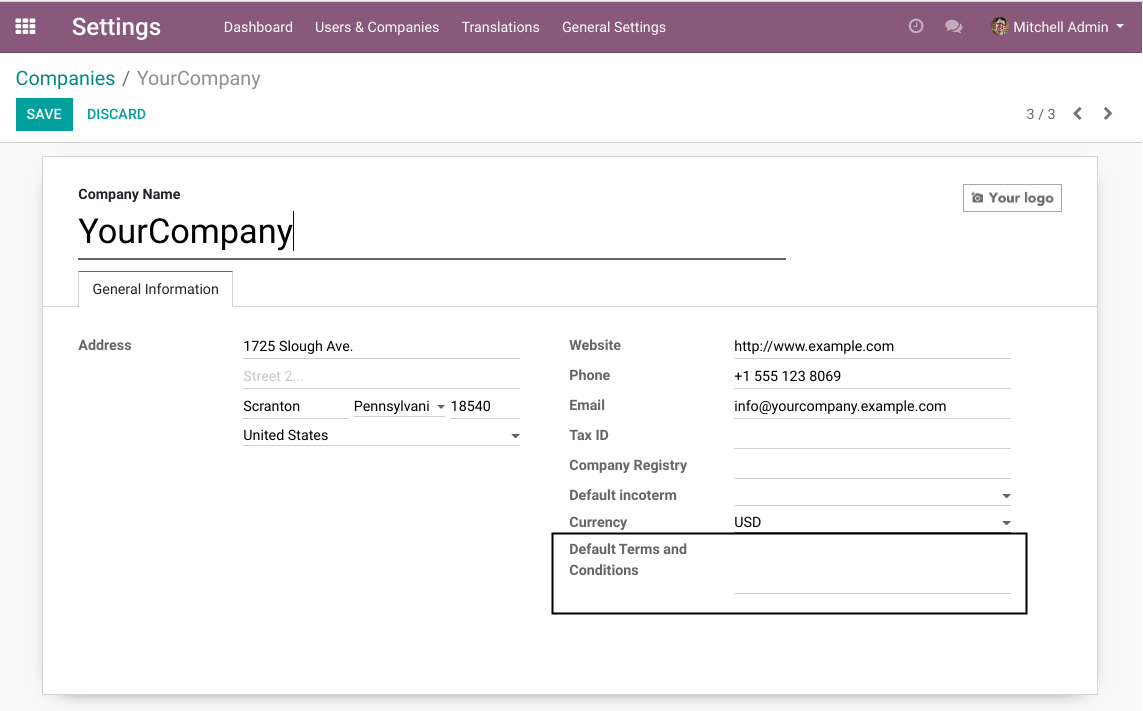 Settings Dashboard Users & Companies Translations General Settings Mitchell Admin
Companies / YourCompany
SAVE DISCARD 3 / 3
Company Name
Your logo
YourCompany
General Information
Address 1725 Slough Ave.
Street 2...
Scranton Pennsylvani 18540
United States
Website http://www.example.com
Phone +1 555 123 8069
Email info@yourcompany.example.com
Tax ID
Company Registry
Default incoterm
Currency USD
Default Terms and
Conditions